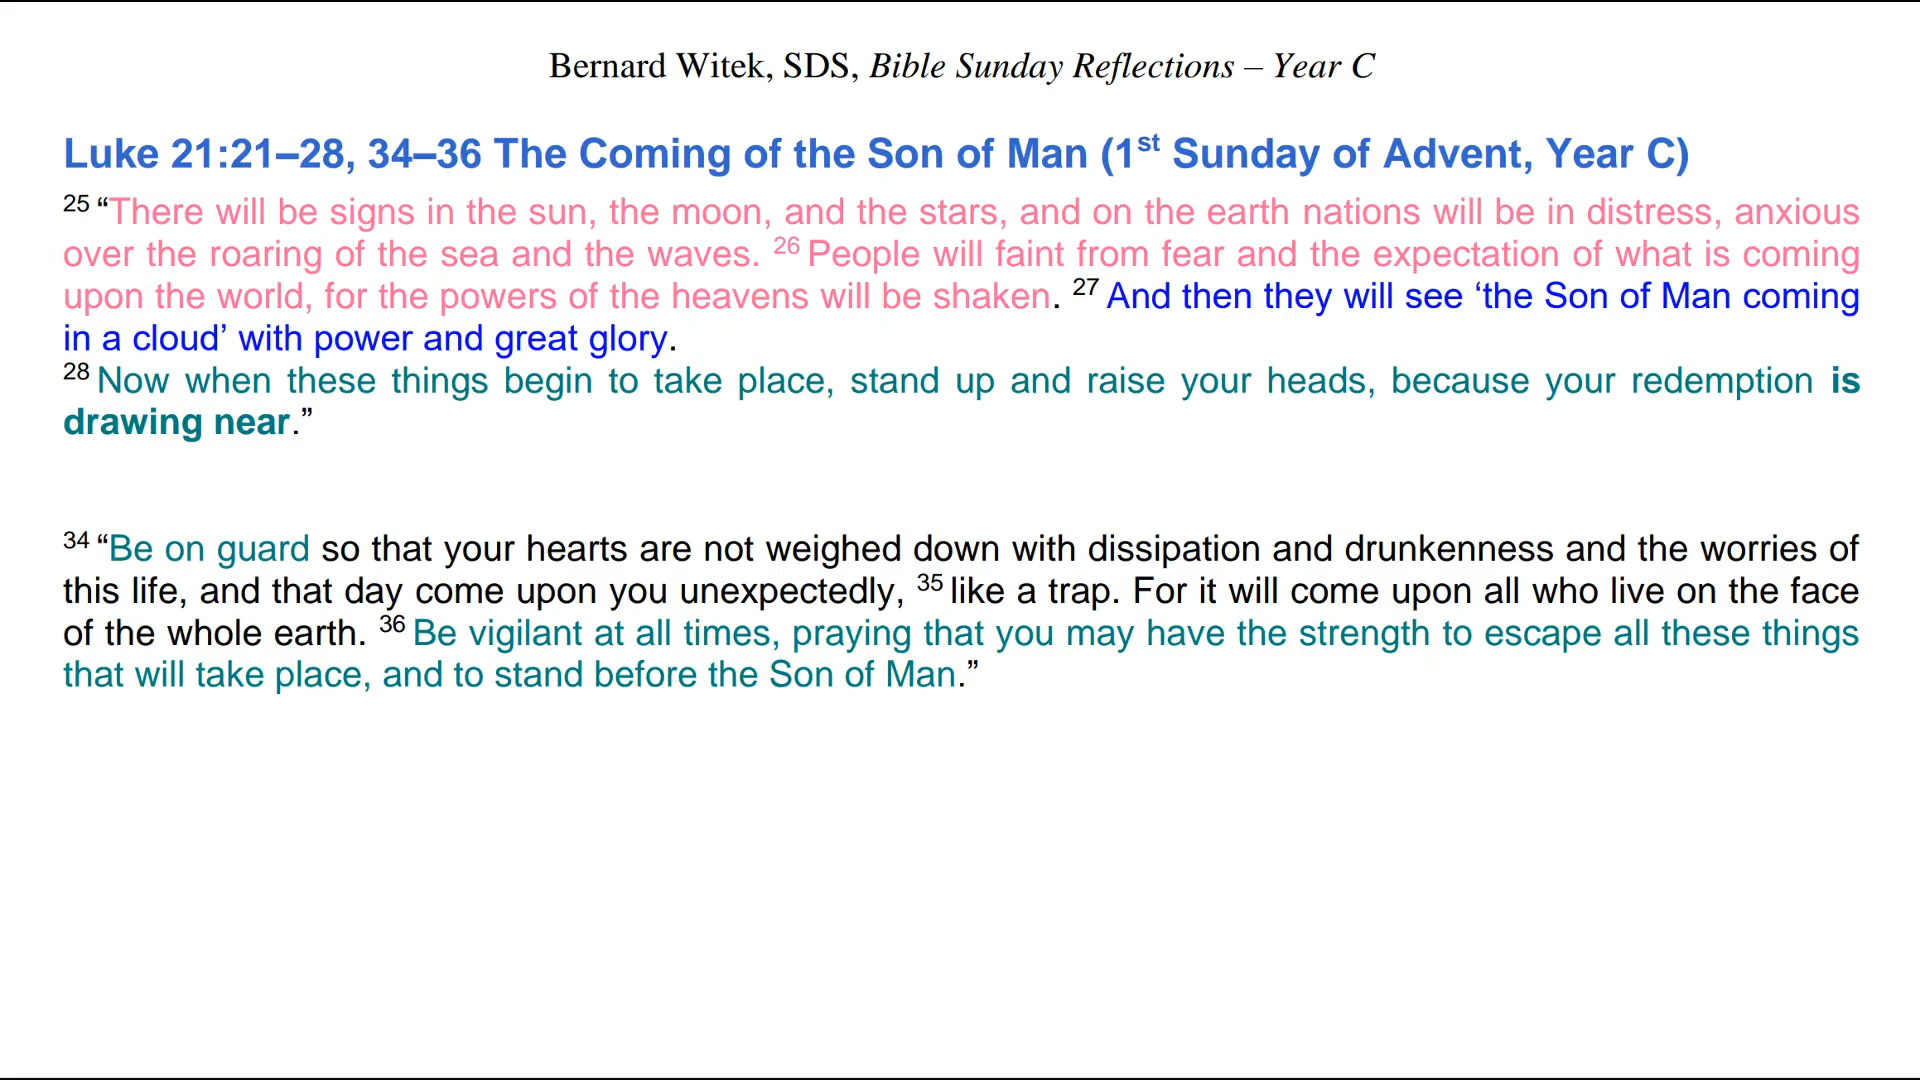 Bernard Witek, SDS, Bible Sunday Reflections – Year C
Luke 21:21–28, 34–36 The Coming of the Son of Man (1st Sunday of Advent, Year C)
25 “There will be signs in the sun, the moon, and the stars, and on the earth nations will be in distress, anxious
over the roaring of the sea and the waves. 26 People will faint from fear and the expectation of what is coming
upon the world, for the powers of the heavens will be shaken. 27 And then they will see ‘the Son of Man coming
in a cloud’ with power and great glory.
28 Now when these things begin to take place, stand up and raise your heads, because your redemption is
drawing near.”
34 “Be on guard so that your hearts are not weighed down with dissipation and drunkenness and the worries of
this life, and that day come upon you unexpectedly, 35 like a trap. For it will come upon all who live on the face
of the whole earth. 36 Be vigilant at all times, praying that you may have the strength to escape all these things
that will take place, and to stand before the Son of Man.”